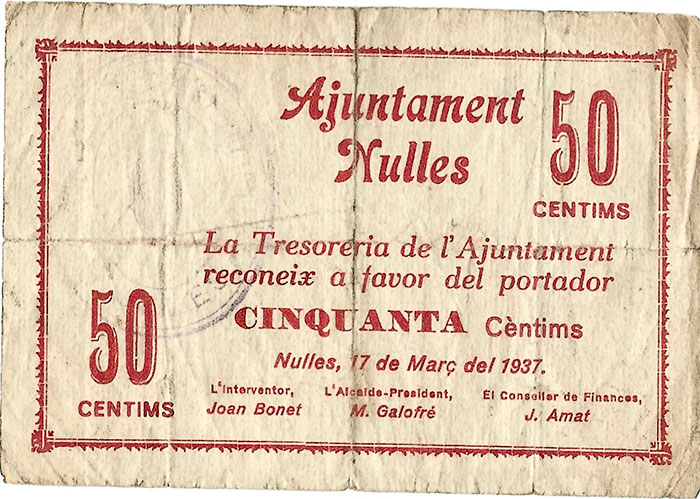 Ajuntament
Nulles
50
CENTIMS
La Tresoreria de l'Ajuntament
reconeix a favor del portador
CINQUANTA Cèntims
Nulles, 17 de Març del 1937.
50
CENTIMS
L'Interventor,
Joan Bonet
L'Alcalde-President,
M. Galofré
El Conseller de Finances,
J. Amat